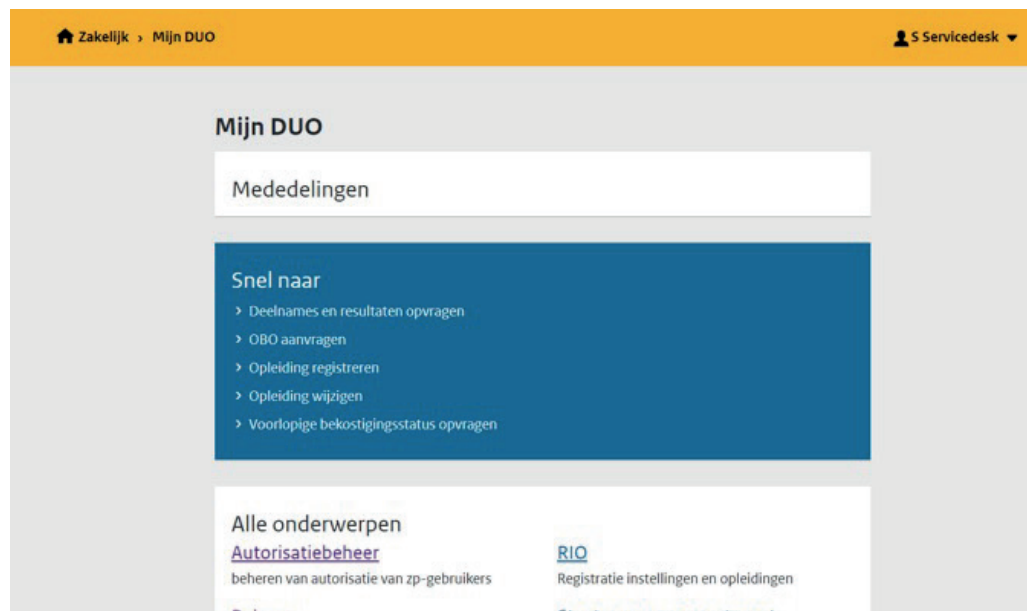 Zakelijk › Mijn DUO
S Servicedesk
Mijn DUO
Mededelingen
Snel naar
› Deelnames en resultaten opvragen
› OBO aanvragen
› Opleiding registreren
› Opleiding wijzigen
› Voorlopige bekostigingsstatus opvragen
Alle onderwerpen
Autorisatiebeheer
beheren van autorisatie van zp-gebruikers
RIO
Registratie instellingen en opleidingen